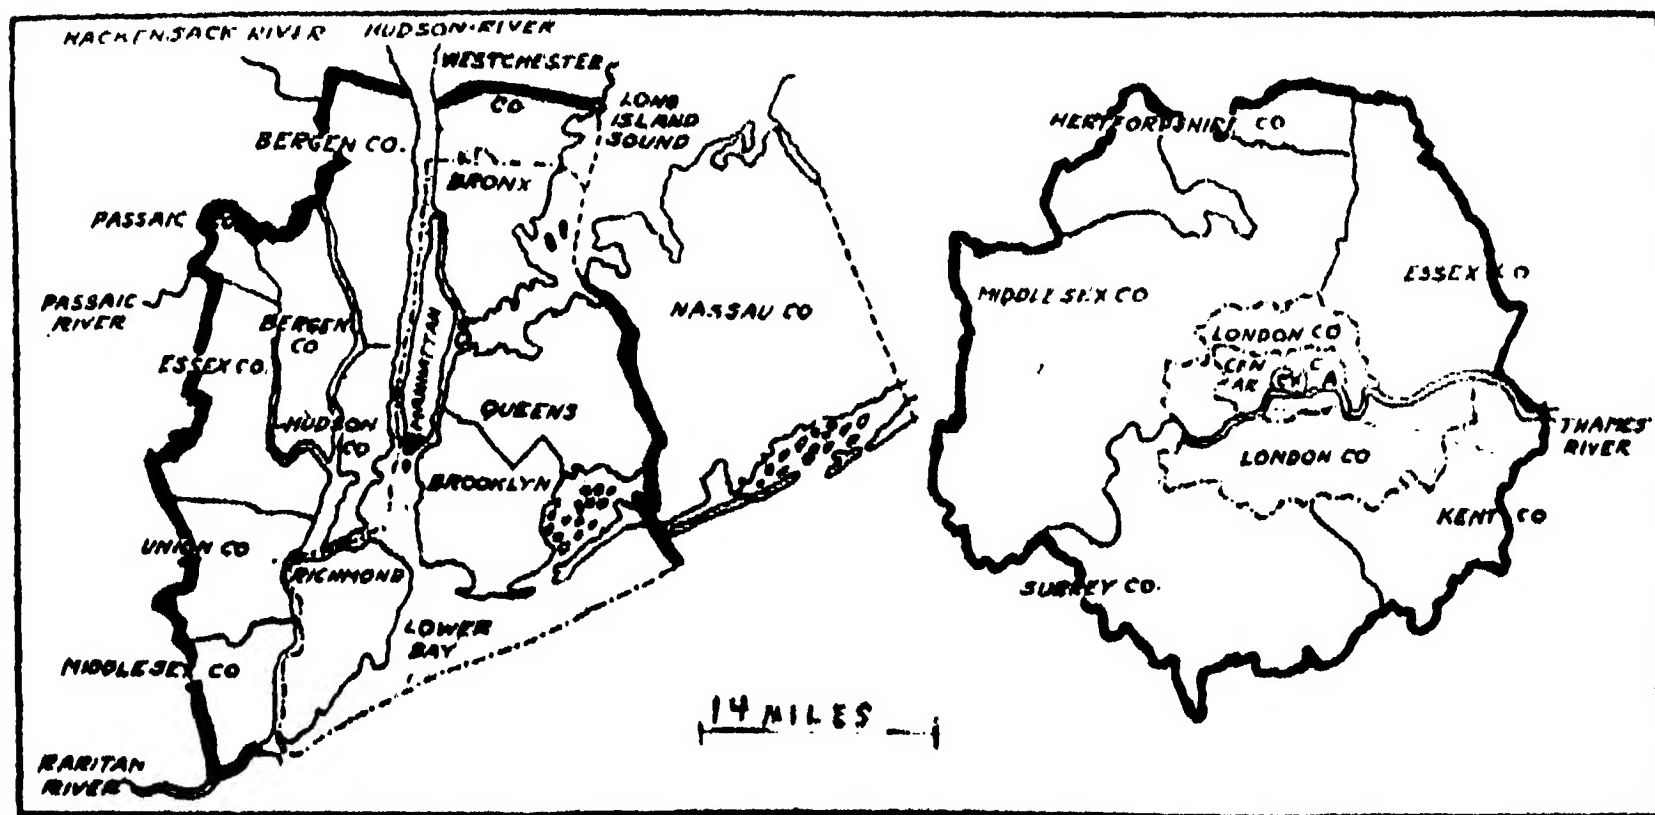 HACKENSACK RIVER
HUDSON-RIVER
WESTCHESTER
CO
LONG
ISLAND
SOUND
BERGEN CO.
BRONX
PASSAIC
CO
PASSAIC
RIVER
BERGEN
CO
ESSEX CO.
MANHATTAN
NASSAU CO
HUDSON
CO
QUEENS
BROOKLYN
UNION CO
RICHMOND
LOWER
BAY
MIDDLESEX CO
RARITAN
RIVER
14 MILES
HERTFORDSHIRE CO
MIDDLESEX CO
ESSEX CO
LONDON CO
CEN
AR
LONDON CO
THAMES
RIVER
KENT CO
SURREY CO.